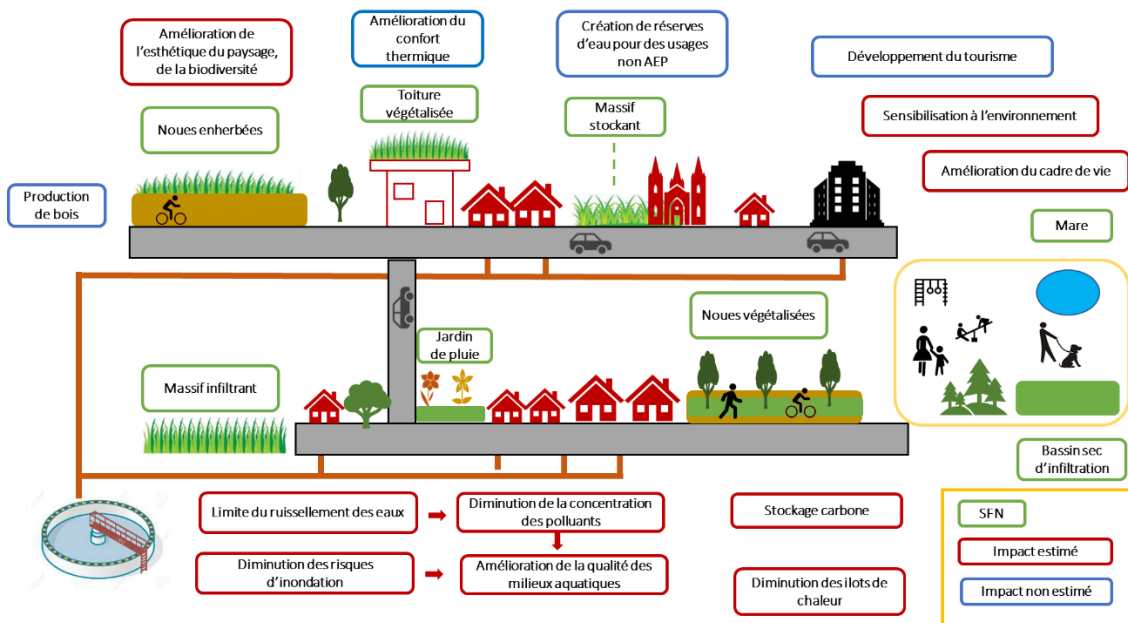 Amélioration de
l'esthétique du paysage,
de la biodiversité
Amélioration du
confort
thermique
Création de réserves
d'eau pour des usages
non AEP
Développement du tourisme
Noues enherbées
Toiture
végétalisée
Massif
stockant
Sensibilisation à l'environnement
Amélioration du cadre de vie
Production
de bois
Mare
Massif infiltrant
Jardin
de pluie
Noues végétalisées
Bassin sec
d'infiltration
Limite du ruissellement des eaux
Diminution de la concentration
des polluants
Stockage carbone
Diminution des risques
d'inondation
Amélioration de la qualité des
milieux aquatiques
Diminution des ilots de
chaleur
SFN
Impact estimé
Impact non estimé